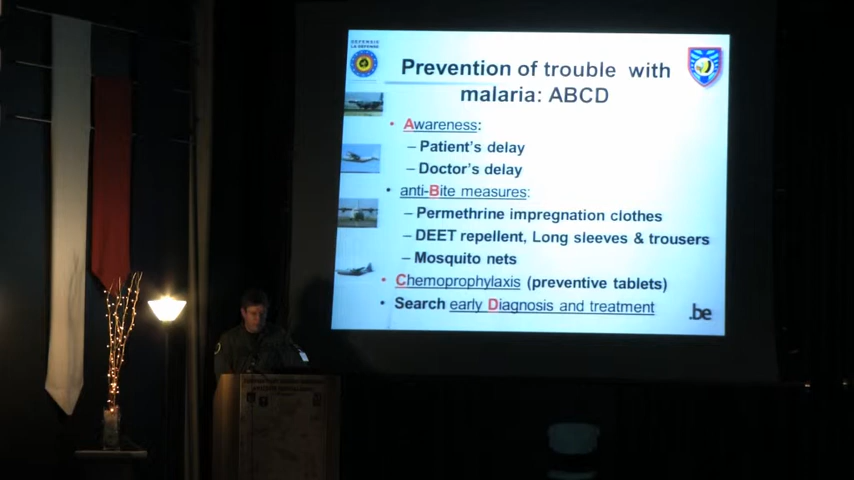 DEFENSIE
LA DEFENSE
Prevention of trouble with
malaria: ABCD
• Awareness:
– Patient's delay
– Doctor's delay
• anti-Bite measures:
– Permethrine impregnation clothes
– DEET repellent, Long sleeves & trousers
– Mosquito nets
• Chemoprophylaxis (preventive tablets)
• Search early Diagnosis and treatment
.be